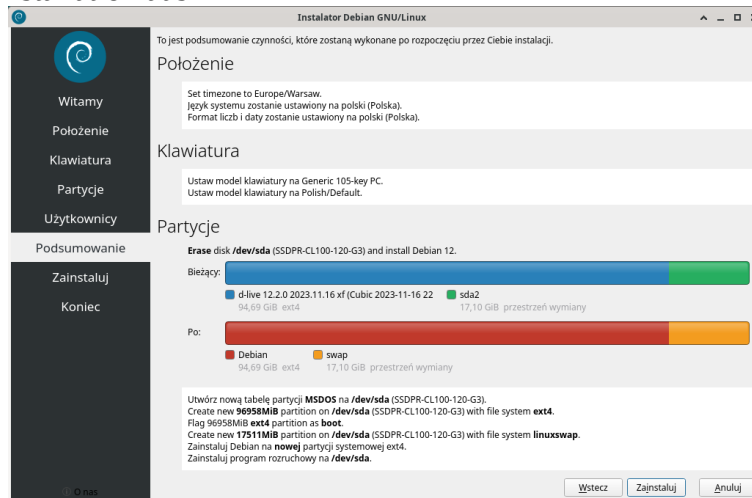 Instalator Debian GNU/Linux
To jest podsumowanie czynności, które zostaną wykonane po rozpoczęciu przez Ciebie instalacji.
Witamy
Położenie
Klawiatura
Partycje
Użytkownicy
Podsumowanie
Zainstaluj
Koniec
O nas
Położenie
Set timezone to Europe/Warsaw.
Język systemu zostanie ustawiony na polski (Polska).
Format liczb i daty zostanie ustawiony na polski (Polska).
Klawiatura
Ustaw model klawiatury na Generic 105-key PC.
Ustaw model klawiatury na Polish/Default.
Partycje
Erase disk /dev/sda (SSDPR-CL100-120-G3) and install Debian 12.
Bieżący:
d-live 12.2.0 2023.11.16 xf (Cubic 2023-11-16 22 sda2
94,69 GiB ext4 17,10 GiB przestrzeń wymiany
Po:
Debian swap
94,69 GiB ext4 17,10 GiB przestrzeń wymiany
Utwórz nową tabelę partycji MSDOS na /dev/sda (SSDPR-CL100-120-G3).
Create new 96958MiB partition on /dev/sda (SSDPR-CL100-120-G3) with file system ext4.
Flag 96958MiB ext4 partition as boot.
Create new 17511MiB partition on /dev/sda (SSDPR-CL100-120-G3) with file system linuxswap.
Zainstaluj Debian na nowej partycji systemowej ext4.
Zainstaluj program rozruchowy na /dev/sda.
Wstecz Zainstaluj Anuluj